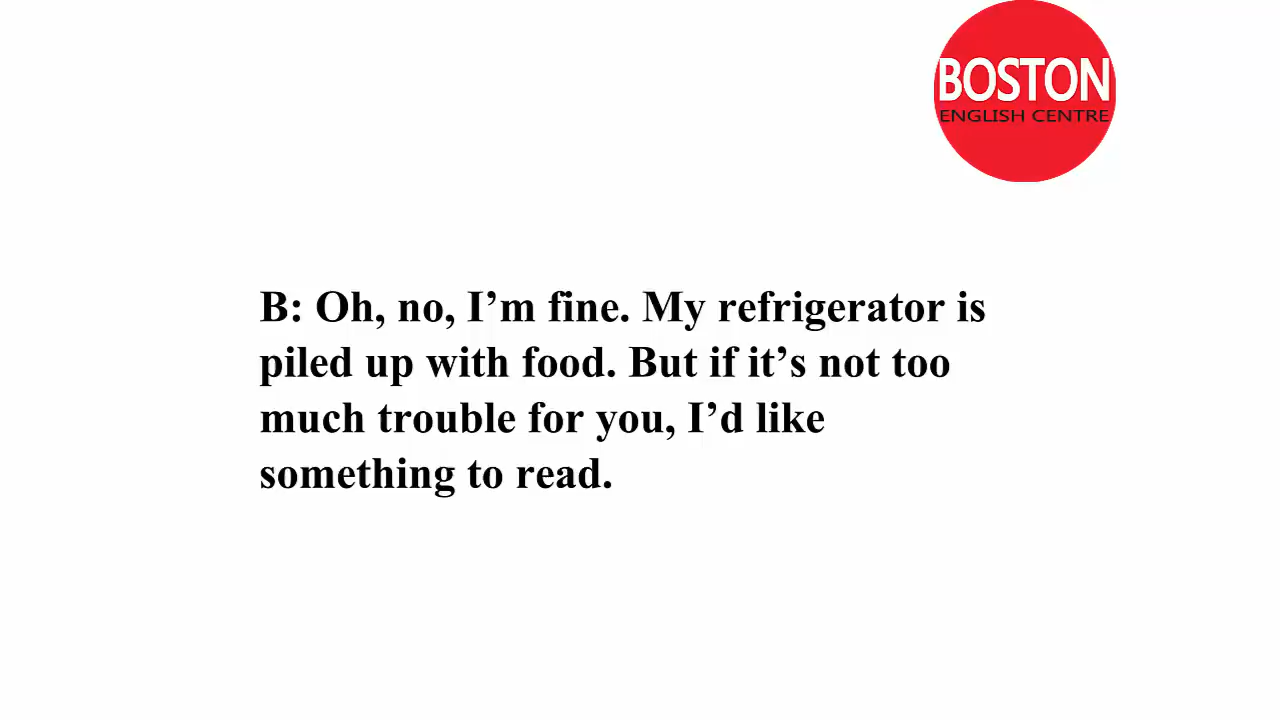 BOSTON
ENGLISH CENTRE
B: Oh, no, I’m fine. My refrigerator is
piled up with food. But if it’s not too
much trouble for you, I’d like
something to read.